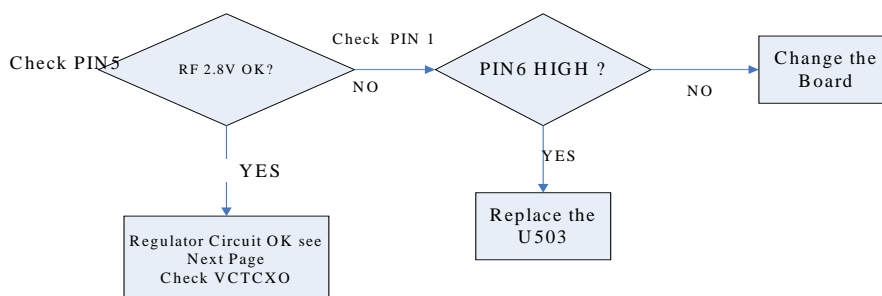 Check PIN5
RF 2.8V OK?
Check PIN 1
NO
PIN6 HIGH ?
NO
Change the
Board
YES
YES
Regulator Circuit OK see
Next Page
Check VCTCXO
Replace the
U503